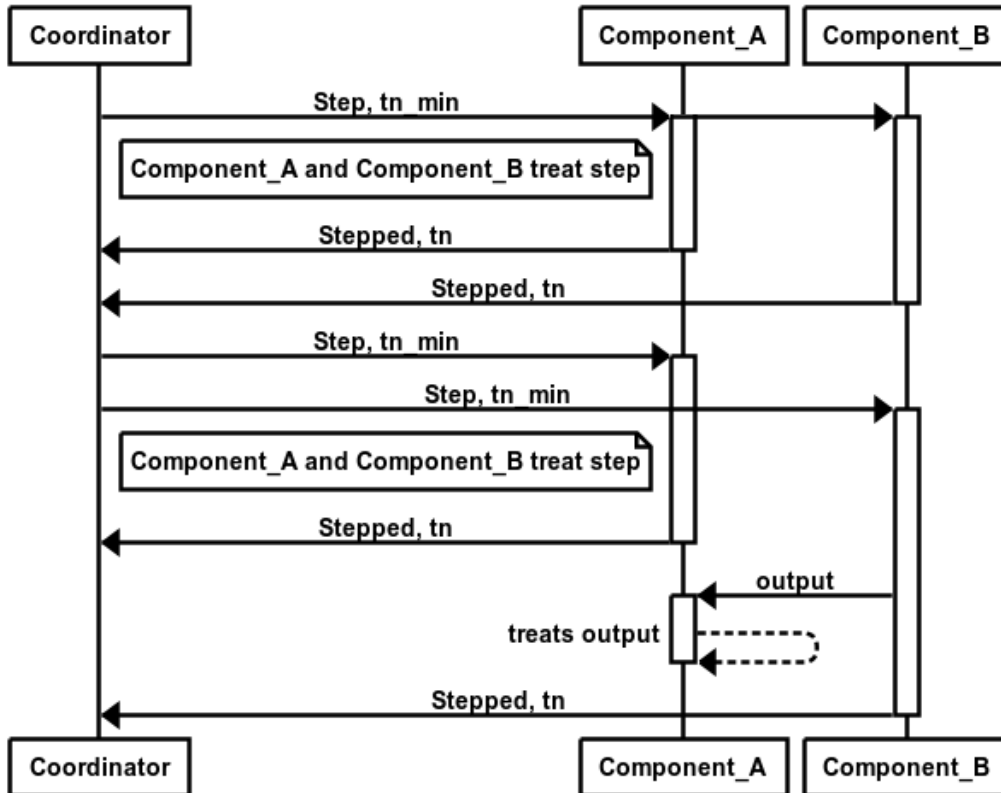 Coordinator
Component_A
Component_B
Step, tn_min
Component_A and Component_B treat step
Stepped, tn
Stepped, tn
Step, tn_min
Step, tn_min
Component_A and Component_B treat step
Stepped, tn
output
treats output
Stepped, tn
Coordinator
Component_A
Component_B